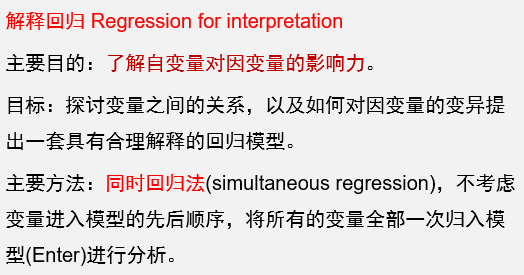 解释回归 Regression for interpretation
主要目的：了解自变量对因变量的影响力。
目标：探讨变量之间的关系，以及如何对因变量的变异提
出一套具有合理解释的回归模型。
主要方法：同时回归法(simultaneous regression)，不考虑
变量进入模型的先后顺序，将所有的变量全部一次归入模
型(Enter)进行分析。